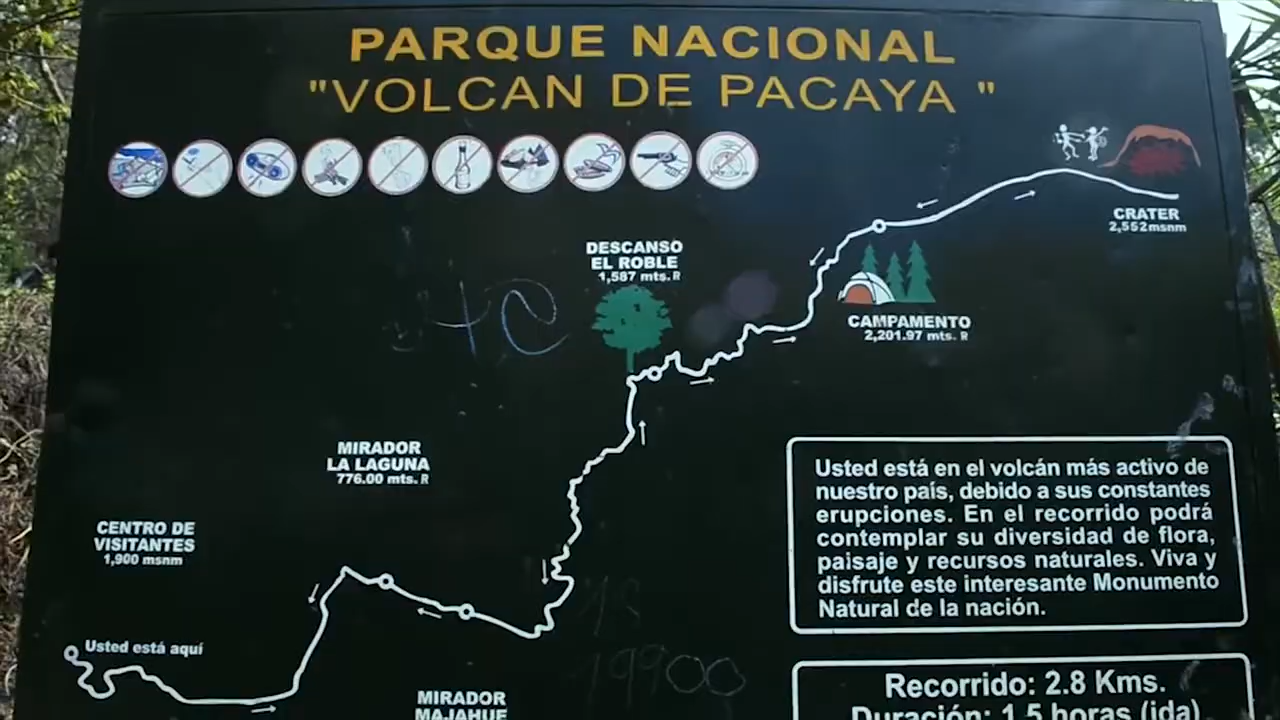 PARQUE NACIONAL
"VOLCAN DE PACAYA "
CRATER
2,552msnm
DESCANSO
EL ROBLE
1,587 mts. R
CAMPAMENTO
2,201.97 mts. R
MIRADOR
LA LAGUNA
776.00 mts. R
Usted está en el volcán más activo de
nuestro país, debido a sus constantes
erupciones. En el recorrido podrá
contemplar su diversidad de flora,
paisaje y recursos naturales. Viva y
disfrute este interesante Monumento
Natural de la nación.
CENTRO DE
VISITANTES
1,900 msnm
Usted está aquí
MIRADOR
MAJAHUE
Recorrido: 2.8 Kms.
Duración: 1.5 horas (ida)